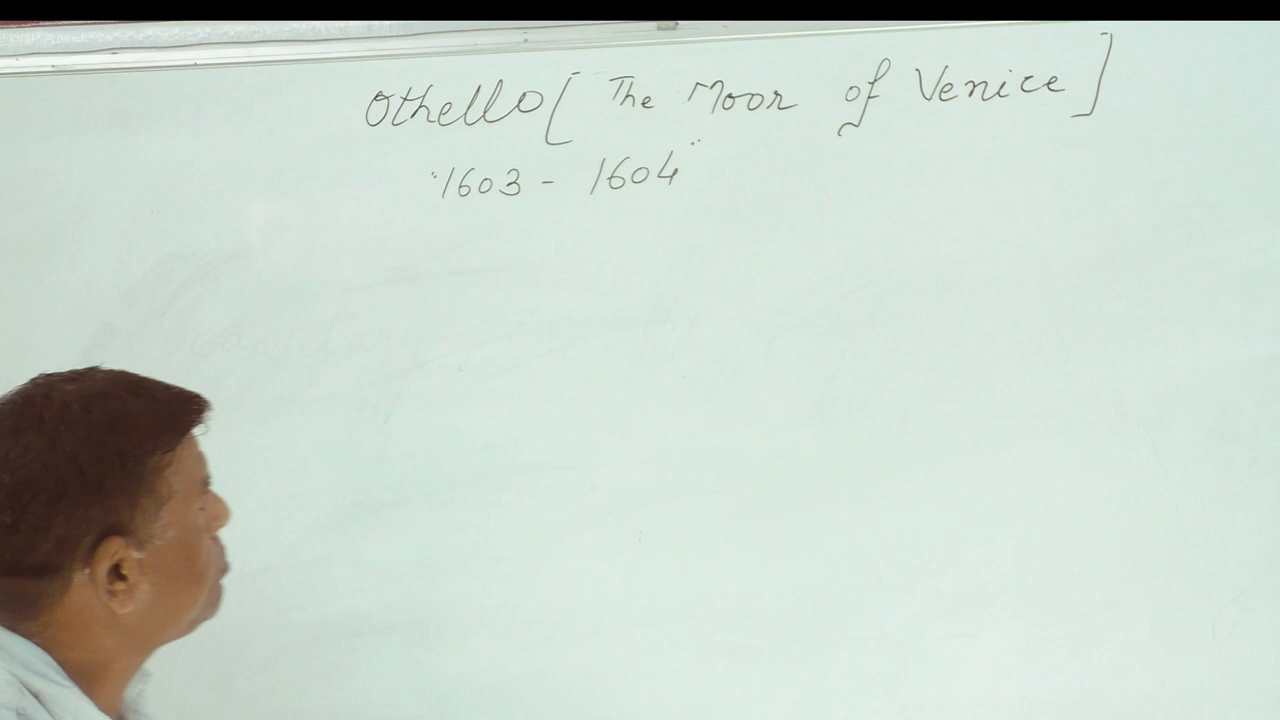 Othello [ The Moor of Venice ]
"1603 - 1604"